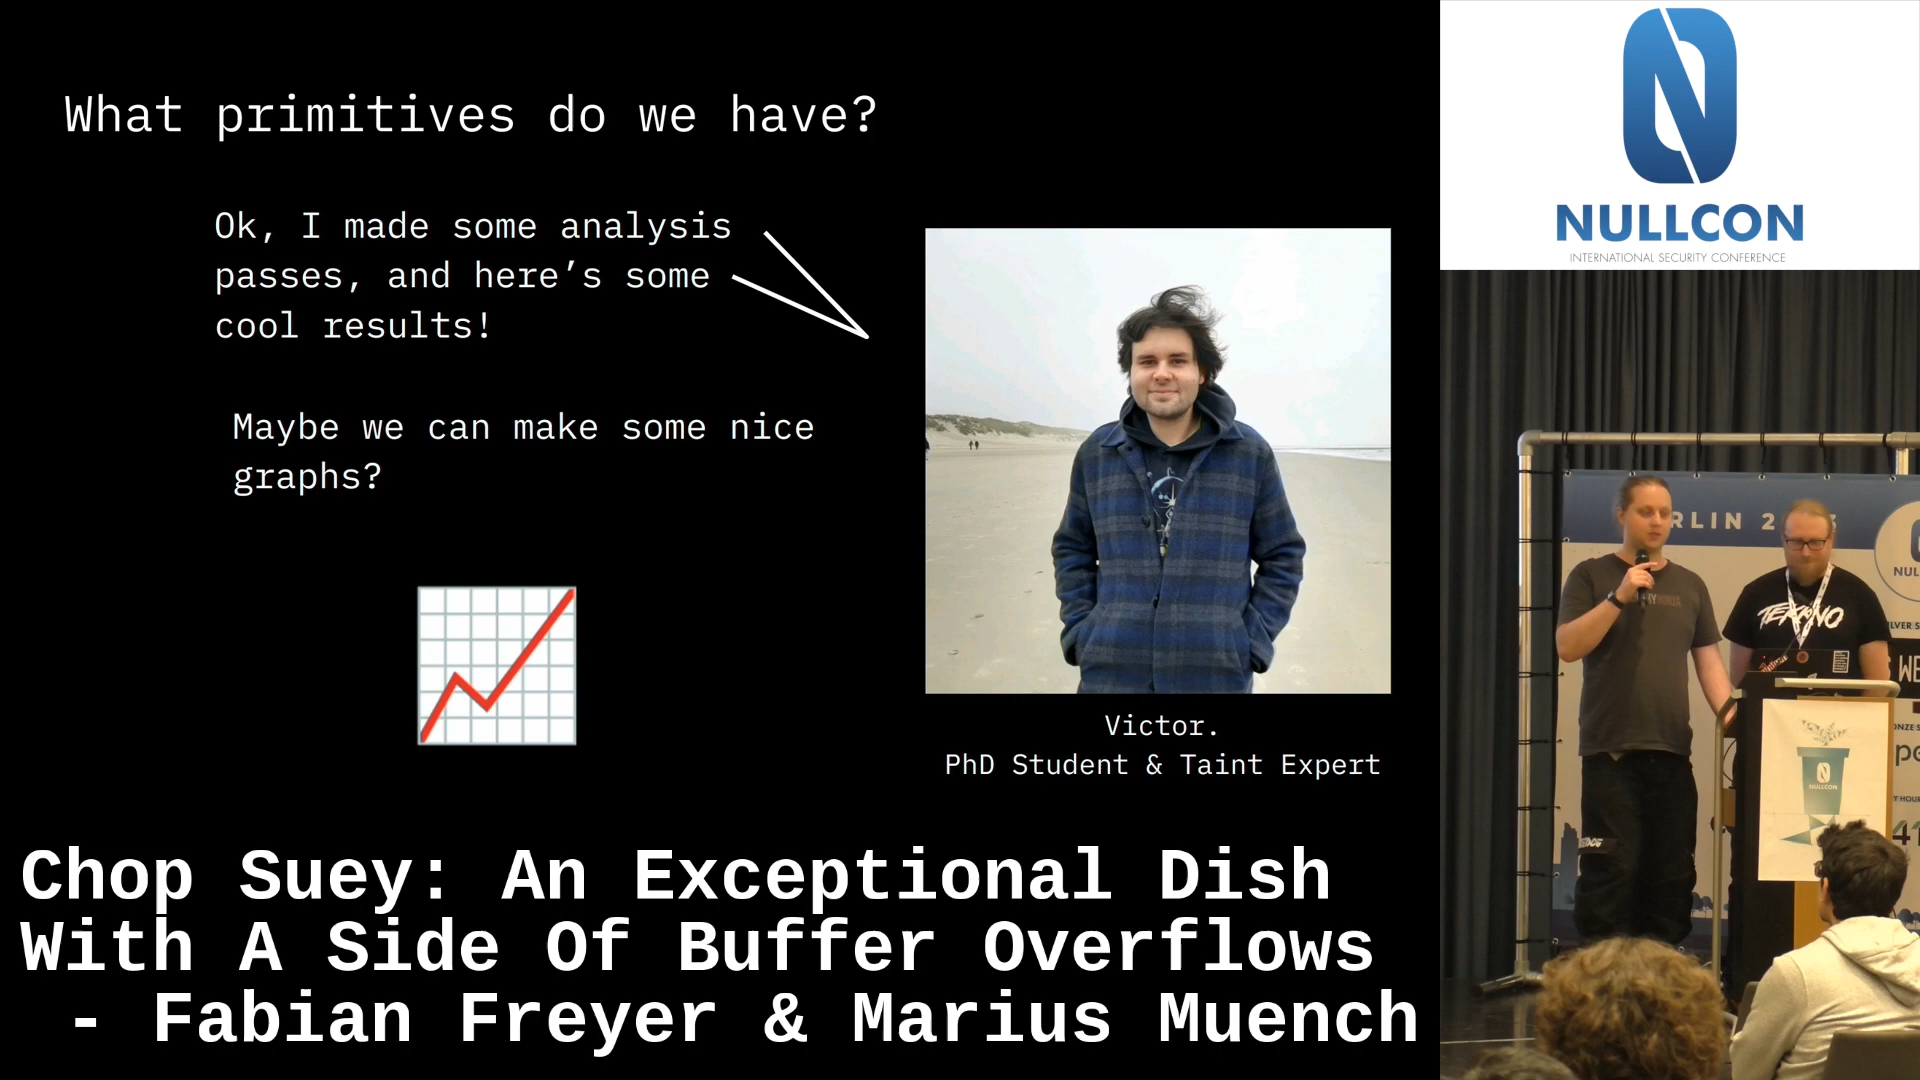 What primitives do we have?
Ok, I made some analysis
passes, and here’s some
cool results!
Maybe we can make some nice
graphs?
Victor.
PhD Student & Taint Expert
Chop Suey: An Exceptional Dish
With A Side Of Buffer Overflows
- Fabian Freyer & Marius Muench
NULLCON
INTERNATIONAL SECURITY CONFERENCE
NULLCON